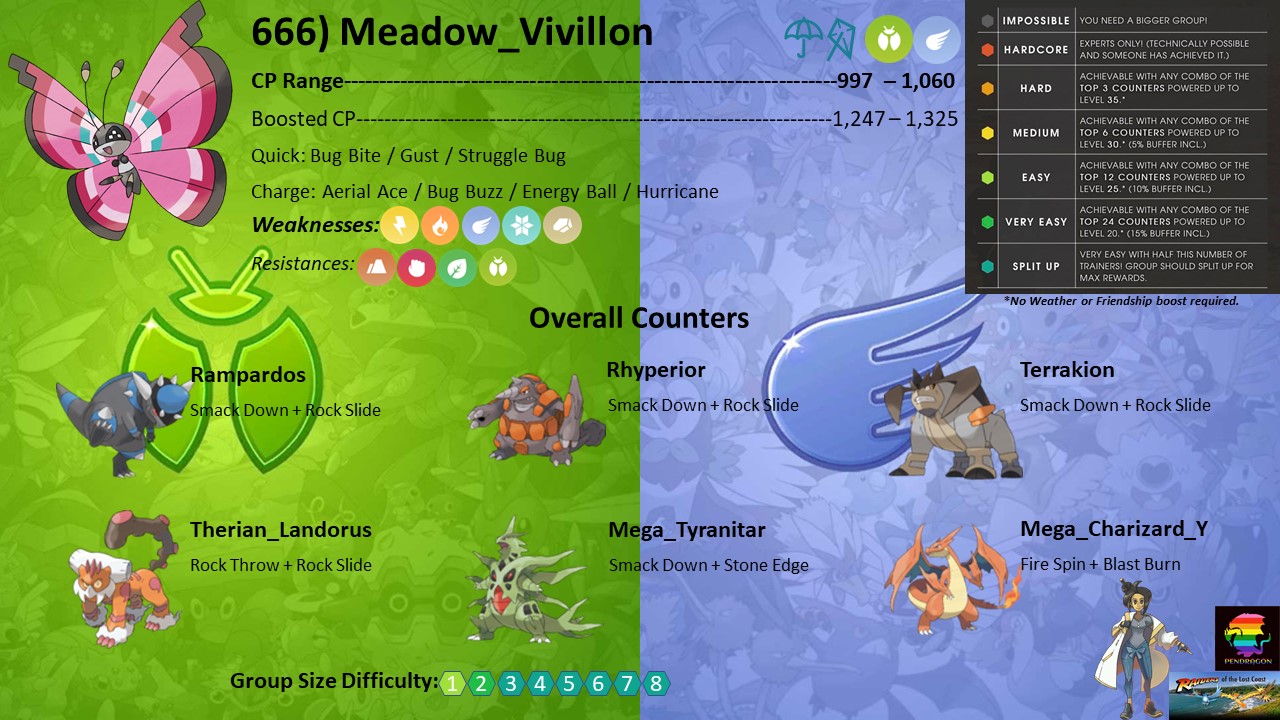 666) Meadow_Vivillon
CP Range---------------------------------------------------------------------997 – 1,060
Boosted CP--------------------------------------------------------------------1,247 – 1,325
Quick: Bug Bite / Gust / Struggle Bug
Charge: Aerial Ace / Bug Buzz / Energy Ball / Hurricane
Weaknesses:
Resistances:
IMPOSSIBLE YOU NEED A BIGGER GROUP!
HARDCORE EXPERTS ONLY! (TECHNICALLY POSSIBLE
AND SOMEONE HAS ACHIEVED IT.)
HARD ACHIEVABLE WITH ANY COMBO OF THE
TOP 3 COUNTERS POWERED UP TO
LEVEL 35.*
MEDIUM ACHIEVABLE WITH ANY COMBO OF THE
TOP 6 COUNTERS POWERED UP TO
LEVEL 30.* (5% BUFFER INCL.)
EASY ACHIEVABLE WITH ANY COMBO OF THE
TOP 12 COUNTERS POWERED UP TO
LEVEL 25.* (10% BUFFER INCL.)
VERY EASY ACHIEVABLE WITH ANY COMBO OF THE
TOP 24 COUNTERS POWERED UP TO
LEVEL 20.* (15% BUFFER INCL.)
SPLIT UP VERY EASY WITH HALF THIS NUMBER OF
TRAINERS! GROUP SHOULD SPLIT UP FOR
MAX REWARDS.
*No Weather or Friendship boost required.
Overall Counters
Rampardos
Smack Down + Rock Slide
Rhyperior
Smack Down + Rock Slide
Terrakion
Smack Down + Rock Slide
Therian_Landorus
Rock Throw + Rock Slide
Mega_Tyranitar
Smack Down + Stone Edge
Mega_Charizard_Y
Fire Spin + Blast Burn
Group Size Difficulty: 1 2 3 4 5 6 7 8
PENDRAGON
RAIDERS of the Lost Coast